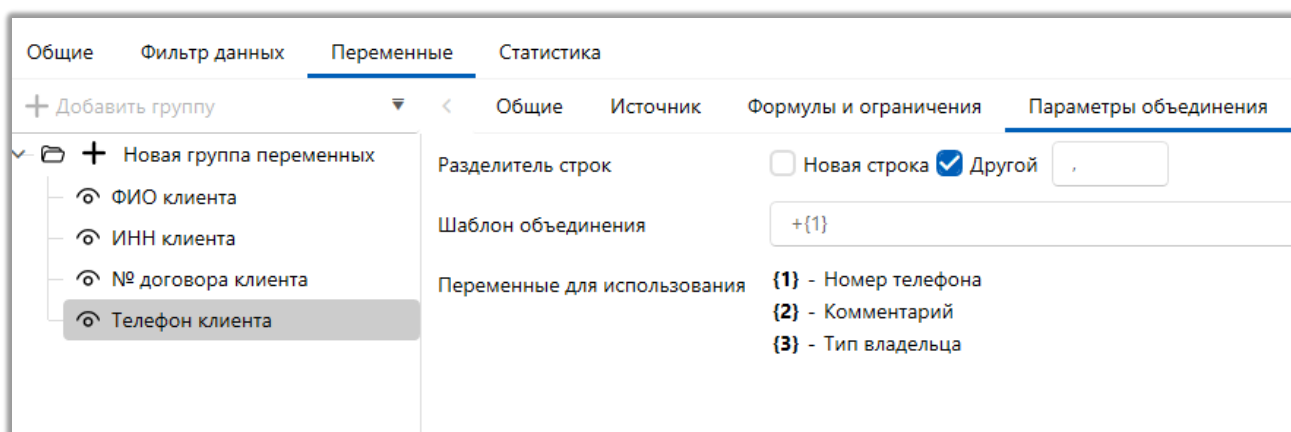 Общие Фильтр данных Переменные Статистика
Добавить группу
Общие Источник Формулы и ограничения Параметры объединения
Новая группа переменных
ФИО клиента
ИНН клиента
№ договора клиента
Телефон клиента
Разделитель строк Новая строка Другой ,
Шаблон объединения +{1}
Переменные для использования {1} - Номер телефона
{2} - Комментарий
{3} - Тип владельца